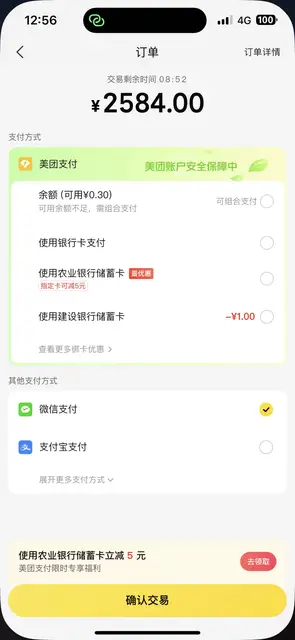 12:56
4G
100
订单
订单详情
交易剩余时间 08:52
¥2584.00
支付方式
美团支付
美团账户安全保障中
余额 (可用¥0.30)
可用余额不足，需组合支付
可组合支付
使用银行卡支付
使用农业银行储蓄卡 最优惠
指定卡可减5元
使用建设银行储蓄卡
-¥1.00
查看更多绑卡优惠
其他支付方式
微信支付
支付宝支付
展开更多支付方式
使用农业银行储蓄卡立减 5 元
美团支付限时专享福利
去领取
确认交易